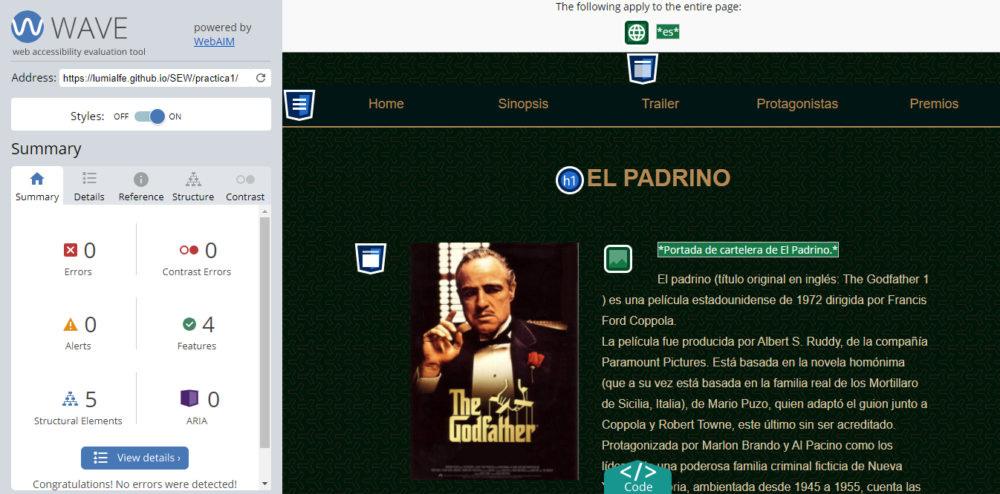 WAVE
web accessibility evaluation tool
powered by
WebAIM
Address: https://lumialfe.github.io/SEW/practica1/
Styles: OFF ON
Summary
Summary Details Reference Structure Contrast
0
Errors
0
Contrast Errors
0
Alerts
4
Features
5
Structural Elements
0
ARIA
View details ›
Congratulations! No errors were detected!
The following apply to the entire page:
*es*
Home Sinopsis Trailer Protagonistas Premios
h1 EL PADRINO
The
Godfather
*Portada de cartelera de El Padrino.*
El padrino (título original en inglés: The Godfather 1
) es una película estadounidense de 1972 dirigida por Francis
Ford Coppola.
La película fue producida por Albert S. Ruddy, de la compañía
Paramount Pictures. Está basada en la novela homónima
(que a su vez está basada en la familia real de los Mortillaro
de Sicilia, Italia), de Mario Puzo, quien adaptó el guion junto a
Coppola y Robert Towne, este último sin ser acreditado.
Protagonizada por Marlon Brando y Al Pacino como los
una poderosa familia criminal ficticia de Nueva
ambientada desde 1945 a 1955, cuenta las
</>
Code